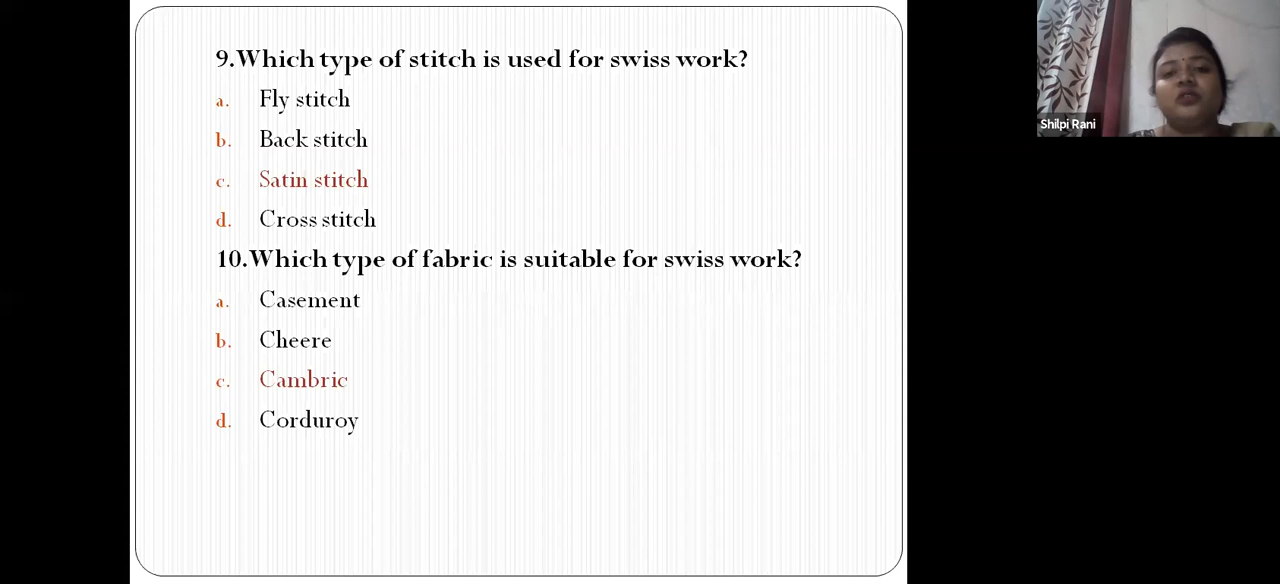 9.Which type of stitch is used for swiss work?
a. Fly stitch
b. Back stitch
c. Satin stitch
d. Cross stitch
10.Which type of fabric is suitable for swiss work?
a. Casement
b. Cheere
c. Cambric
d. Corduroy
Shilpi Rani